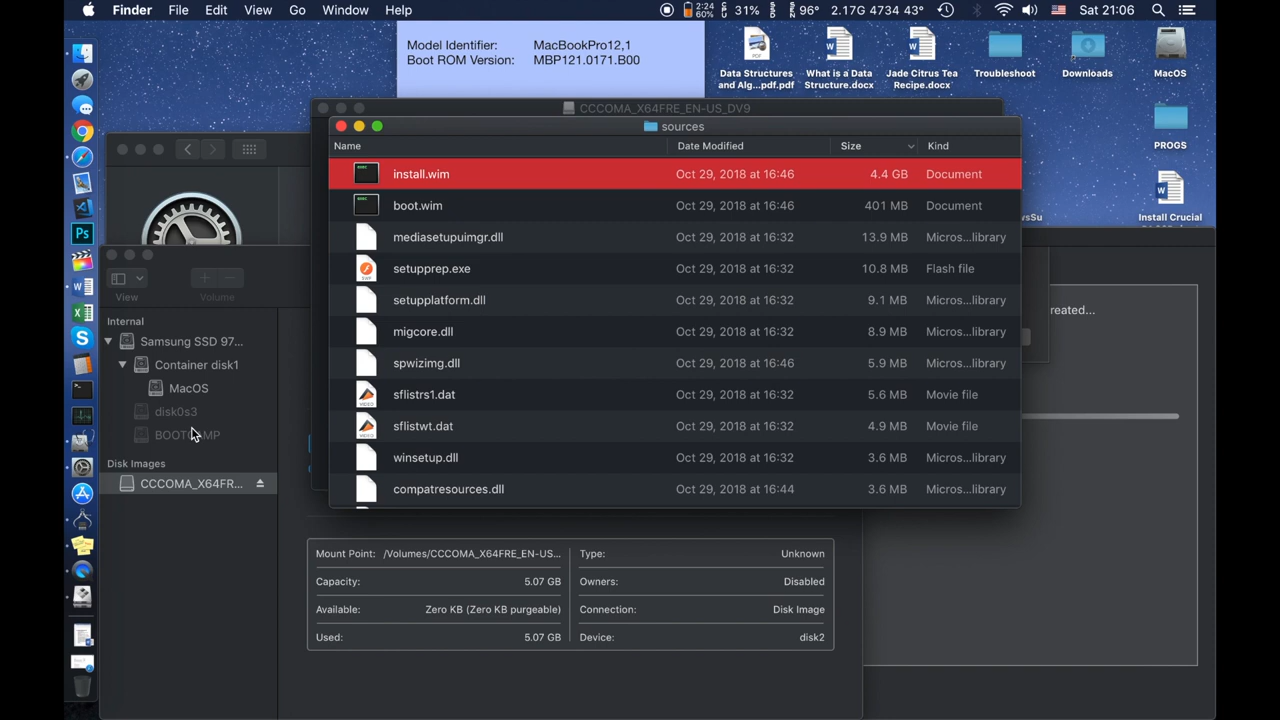 Finder File Edit View Go Window Help
2:24 60% 31% 96° 2.17G 4734 43° Sat 21:06
Model Identifier: MacBookPro12,1
Boot ROM Version: MBP121.0171.B00
Data Structures and Alg...pdf.pdf
What is a Data Structure.docx
Jade Citrus Tea Recipe.docx
Troubleshoot
Downloads
MacOS
PROGS
Install Crucial
CCCOMA_X64FRE_EN-US_DV9
sources
Name Date Modified Size Kind
install.wim Oct 29, 2018 at 16:46 4.4 GB Document
boot.wim Oct 29, 2018 at 16:46 401 MB Document
mediasetupuimgr.dll Oct 29, 2018 at 16:32 13.9 MB Micros...library
setupprep.exe Oct 29, 2018 at 16:32 10.8 MB Flash file
setupplatform.dll Oct 29, 2018 at 16:32 9.1 MB Micros...library
migcore.dll Oct 29, 2018 at 16:32 8.9 MB Micros...library
spwizimg.dll Oct 29, 2018 at 16:46 5.9 MB Micros...library
sflistrs1.dat Oct 29, 2018 at 16:32 5.6 MB Movie file
sflistwt.dat Oct 29, 2018 at 16:32 4.9 MB Movie file
winsetup.dll Oct 29, 2018 at 16:32 3.6 MB Micros...library
compatresources.dll Oct 29, 2018 at 16:44 3.6 MB Micros...library
reated...
View Volume
Internal
Samsung SSD 97...
Container disk1
MacOS
disk0s3
BOOTCAMP
Disk Images
CCCOMA_X64FR...
Mount Point: /Volumes/CCCOMA_X64FRE_EN-US... Type: Unknown
Capacity: 5.07 GB Owners: Disabled
Available: Zero KB (Zero KB purgeable) Connection: Disk Image
Used: 5.07 GB Device: disk2